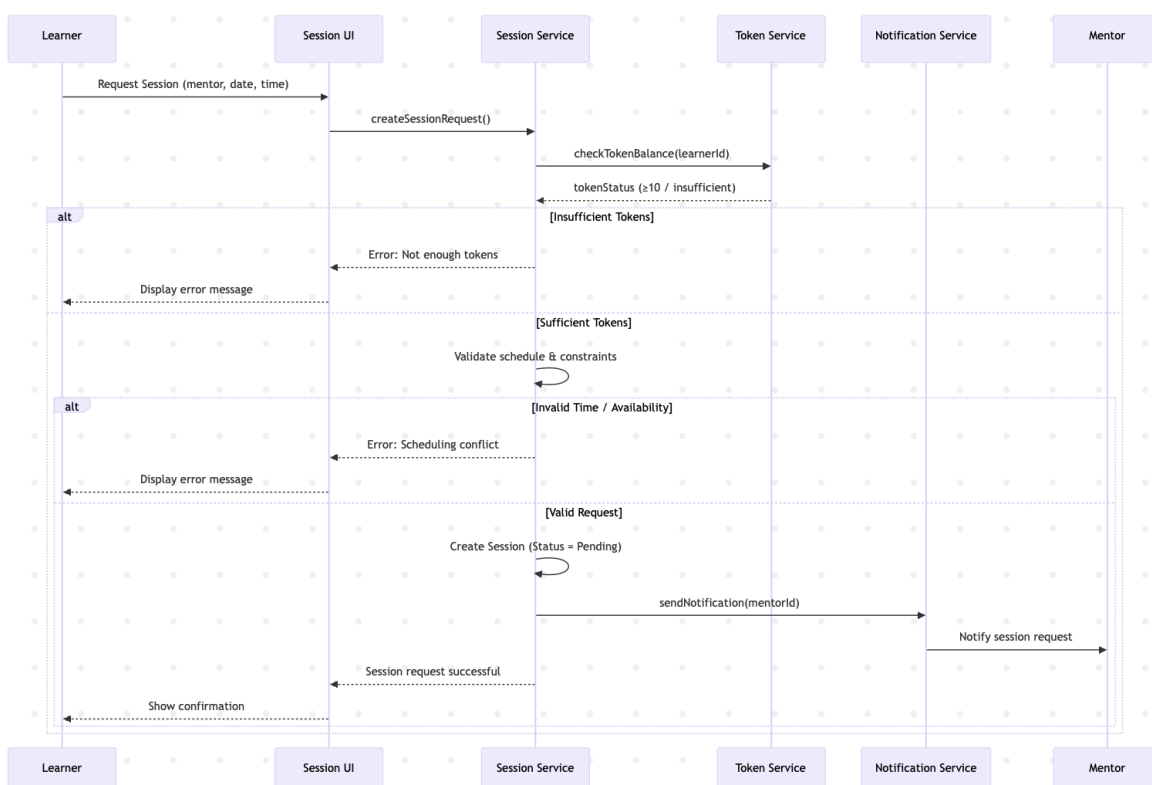 Learner
Session UI
Session Service
Token Service
Notification Service
Mentor
Request Session (mentor, date, time)
createSessionRequest()
checkTokenBalance(learnerId)
tokenStatus (≥10 / insufficient)
alt
[Insufficient Tokens]
Error: Not enough tokens
Display error message
[Sufficient Tokens]
Validate schedule & constraints
alt
[Invalid Time / Availability]
Error: Scheduling conflict
Display error message
[Valid Request]
Create Session (Status = Pending)
sendNotification(mentorId)
Notify session request
Session request successful
Show confirmation
Learner
Session UI
Session Service
Token Service
Notification Service
Mentor